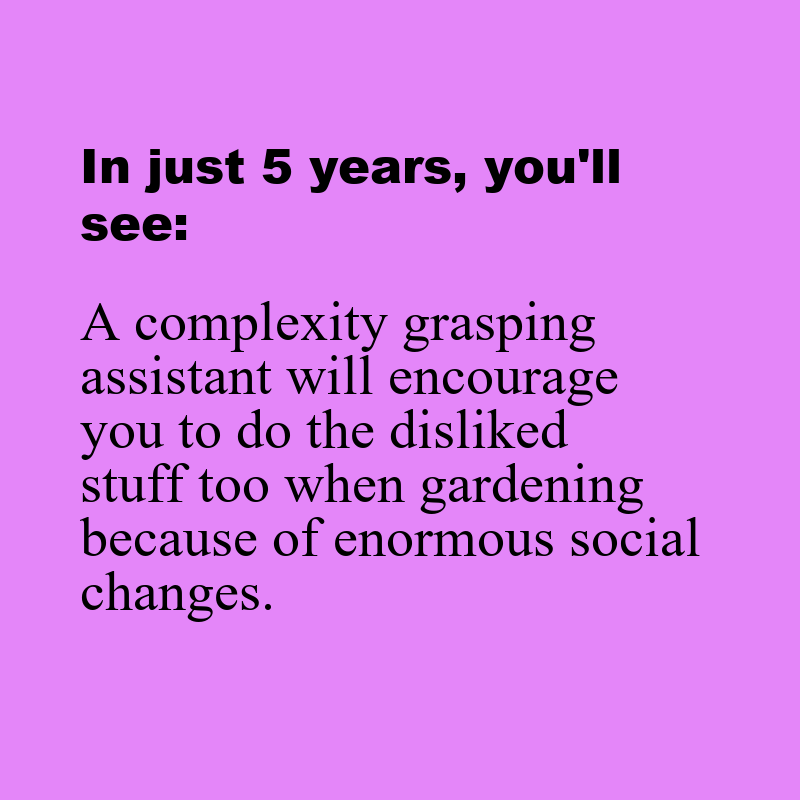 In just 5 years, you'll
see:
A complexity grasping
assistant will encourage
you to do the disliked
stuff too when gardening
because of enormous social
changes.